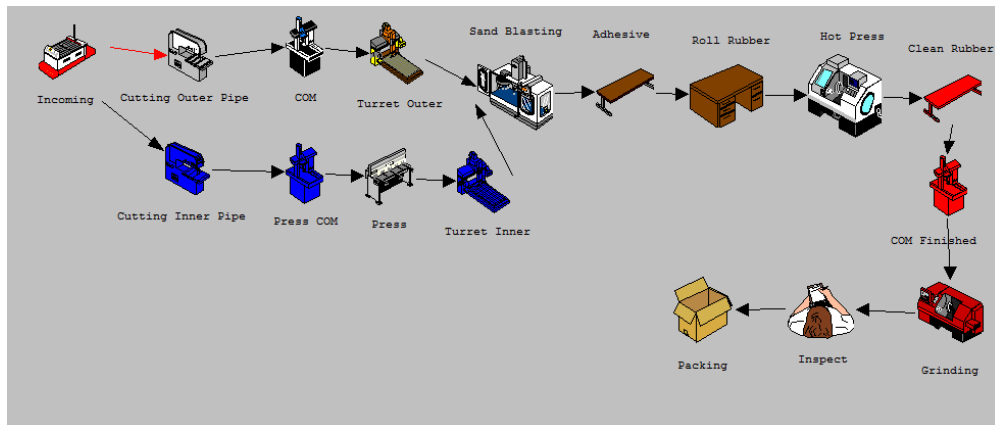 Sand Blasting
Adhesive
Roll Rubber
Hot Press
Clean Rubber
Incoming
Cutting Outer Pipe
COM
Turret Outer
Cutting Inner Pipe
Press COM
Press
Turret Inner
COM Finished
Packing
Inspect
Grinding